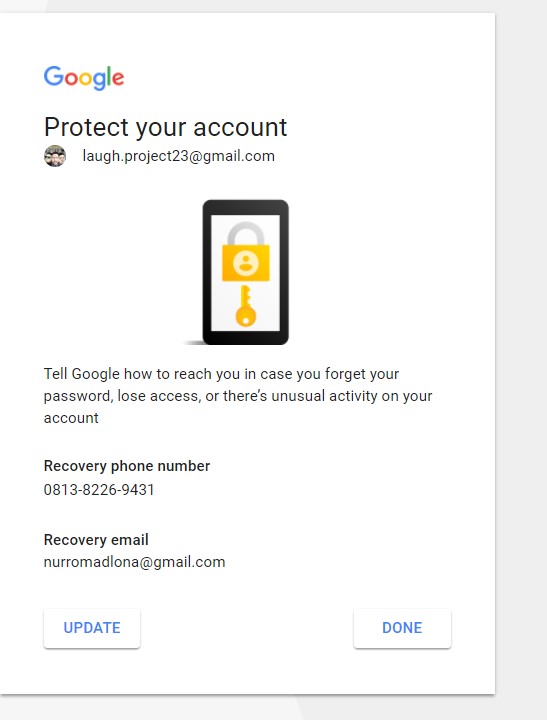 Google
Protect your account
laugh.project23@gmail.com
Tell Google how to reach you in case you forget your
password, lose access, or there’s unusual activity on your
account
Recovery phone number
0813-8226-9431
Recovery email
nurromadlona@gmail.com
UPDATE
DONE